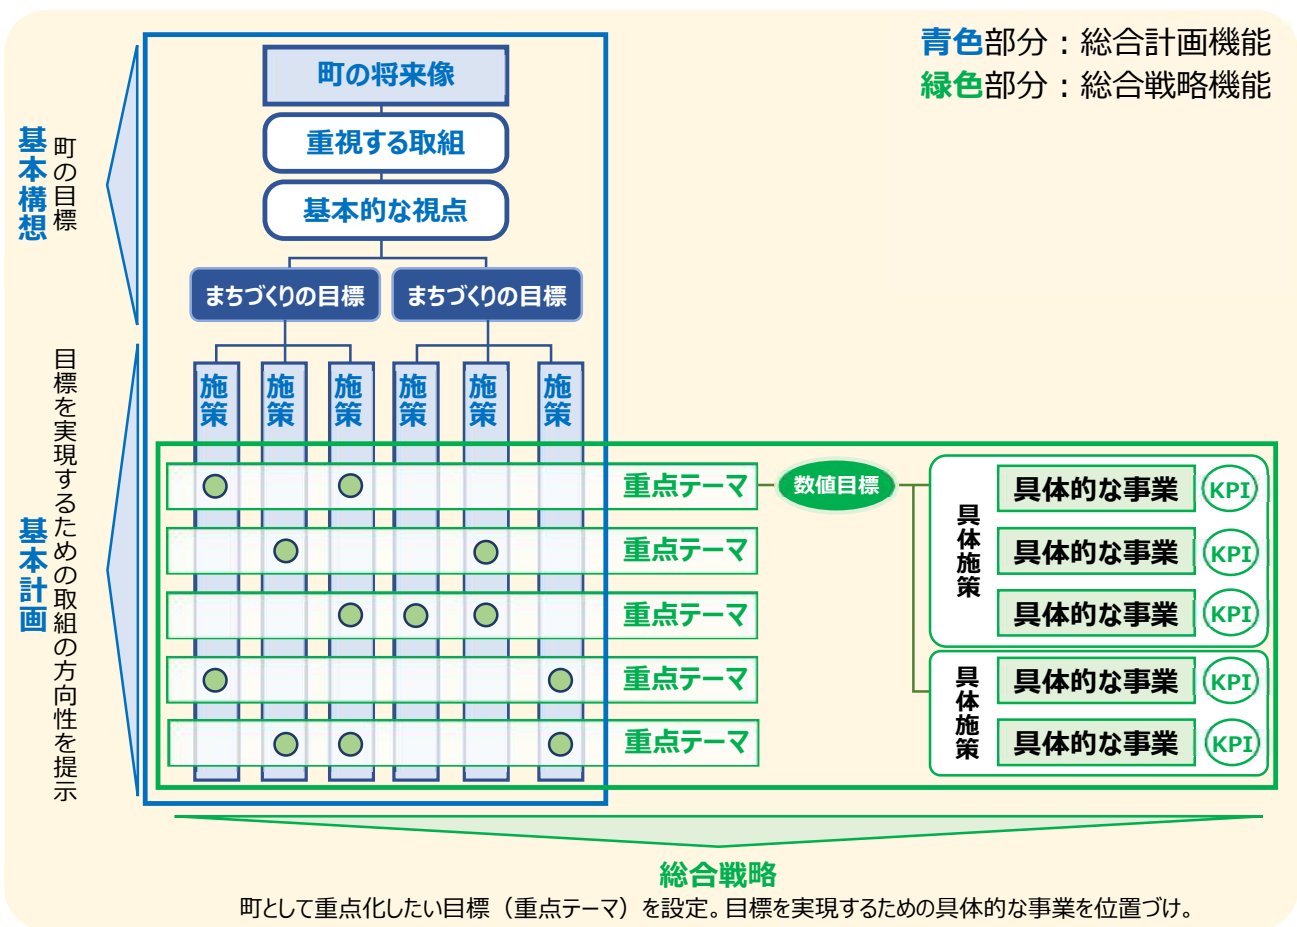 青色部分：総合計画機能
緑色部分：総合戦略機能
町の将来像
重視する取組
基本的な視点
まちづくりの目標
まちづくりの目標
基本構想
町の目標
施策
施策
施策
施策
施策
施策
基本計画
目標を実現するための取組の方向性を提示
重点テーマ
重点テーマ
重点テーマ
重点テーマ
重点テーマ
数値目標
具体施策
具体的な事業 KPI
具体的な事業 KPI
具体的な事業 KPI
具体施策
具体的な事業 KPI
具体的な事業 KPI
総合戦略
町として重点化したい目標（重点テーマ）を設定。目標を実現するための具体的な事業を位置づけ。